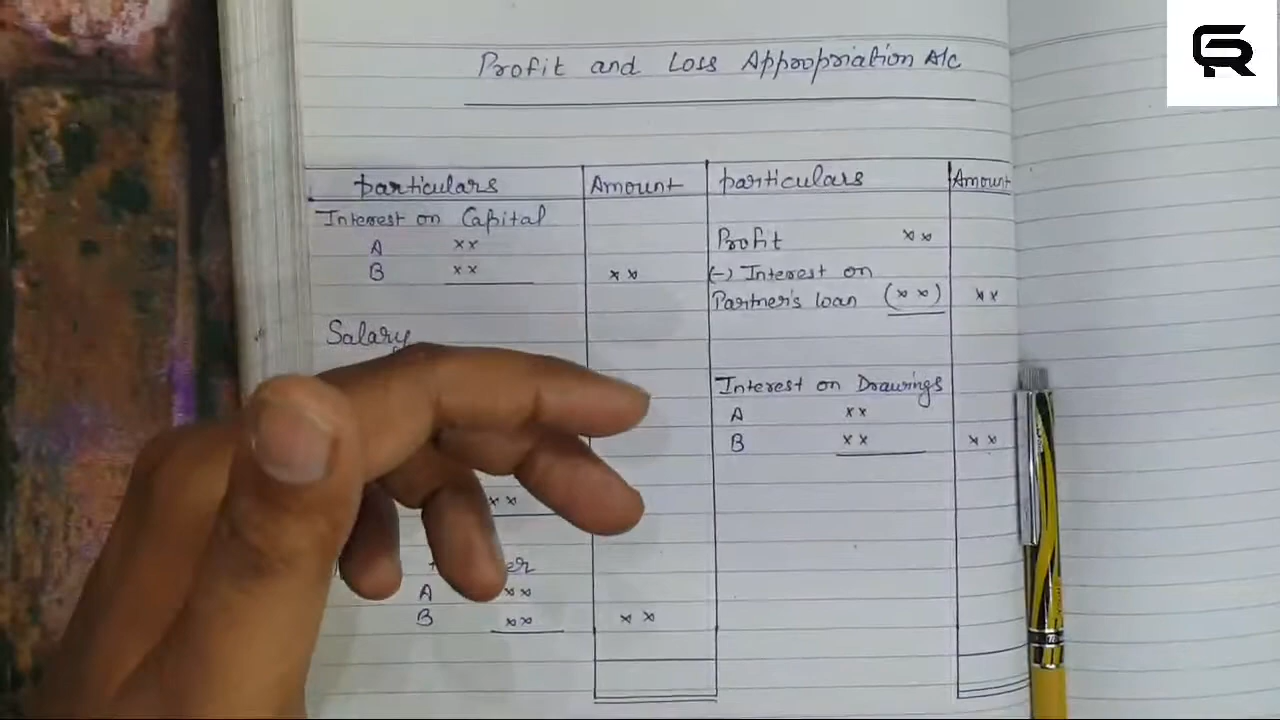 Profit and Loss Appropriation A/c
particulars Amount particulars Amount
Interest on Capital
A xx
B xx xx
Salary
xx
A xx
B xx xx
Profit xx
(-) Interest on
Partner's loan (xx) xx
Interest on Drawings
A xx
B xx xx
GR